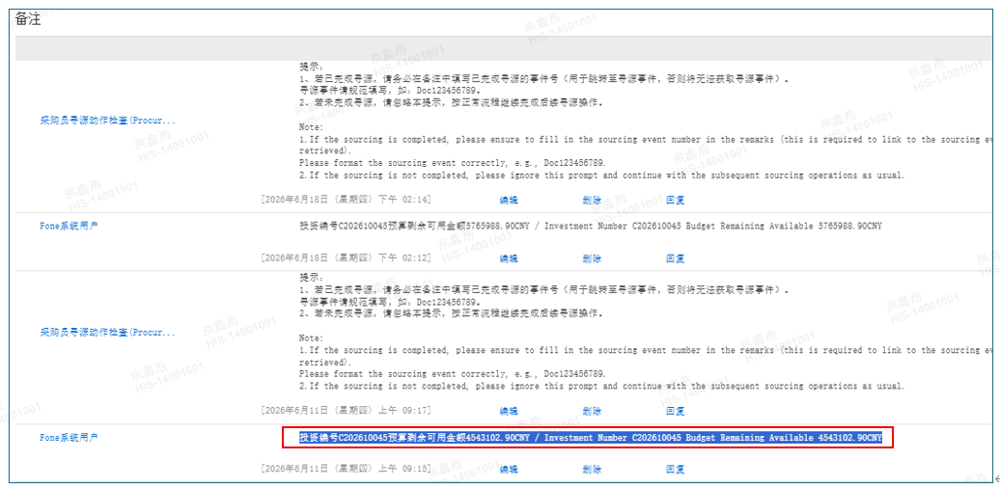 备注
提示:
1、若已完成寻源, 请务必在备注中填写已完成寻源的事件号 (用于跳转至寻源事件, 否则将无法获取寻源事件) 。
寻源事件请规范填写, 如: Doc123456789。
2、若未完成寻源, 请忽略本提示, 按正常流程继续完成后续寻源操作。
采购员寻源动作检查(Procur...
Note:
1.If the sourcing is completed, please ensure to fill in the sourcing event number in the remarks (this is required to link to the sourcing ev
retrieved).
Please format the sourcing event correctly, e.g., Doc123456789.
2.If the sourcing is not completed, please ignore this prompt and continue with the subsequent sourcing operations as usual.
[2026年6月18日 (星期四) 下午 02:14] 编辑 删除 回复
Fone系统用户 投资编号C202610045预算剩余可用金额5765988.90CNY / Investment Number C202610045 Budget Remaining Available 5765988.90CNY
[2026年6月18日 (星期四) 下午 02:12] 编辑 删除 回复
提示:
1、若已完成寻源, 请务必在备注中填写已完成寻源的事件号 (用于跳转至寻源事件, 否则将无法获取寻源事件) 。
寻源事件请规范填写, 如: Doc123456789。
2、若未完成寻源, 请忽略本提示, 按正常流程继续完成后续寻源操作。
采购员寻源动作检查(Procur...
Note:
1.If the sourcing is completed, please ensure to fill in the sourcing event number in the remarks (this is required to link to the sourcing ev
retrieved).
Please format the sourcing event correctly, e.g., Doc123456789.
2.If the sourcing is not completed, please ignore this prompt and continue with the subsequent sourcing operations as usual.
[2026年6月11日 (星期四) 上午 09:17] 编辑 删除 回复
Fone系统用户 投资编号C202610045预算剩余可用金额4543102.90CNY / Investment Number C202610045 Budget Remaining Available 4543102.90CNY
[2026年6月11日 (星期四) 上午 09:15] 编辑 删除 回复
HIS-14001001